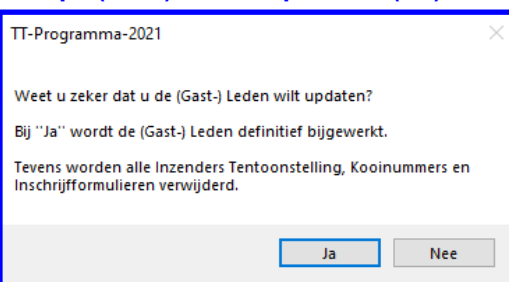 TT-Programma-2021
Weet u zeker dat u de (Gast-) Leden wilt updaten?
Bij "Ja" wordt de (Gast-) Leden definitief bijgewerkt.
Tevens worden alle Inzenders Tentoonstelling, Kooinummers en
Inschrijfformulieren verwijderd.
Ja
Nee